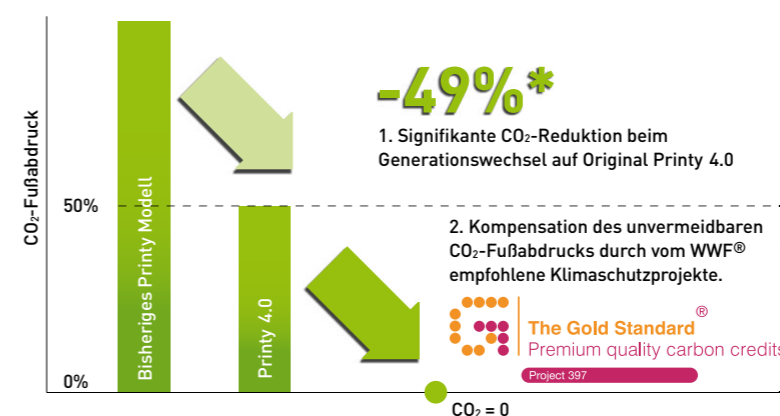 CO₂-Fußabdruck
-49%*
1. Signifikante CO₂-Reduktion beim
Generationswechsel auf Original Printy 4.0
50%
2. Kompensation des unvermeidbaren
CO₂-Fußabdrucks durch vom WWF®
empfohlene Klimaschutzprojekte.
Bisheriges Printy Modell
Printy 4.0
The Gold Standard®
Premium quality carbon credits
Project 397
0%
CO₂ = 0